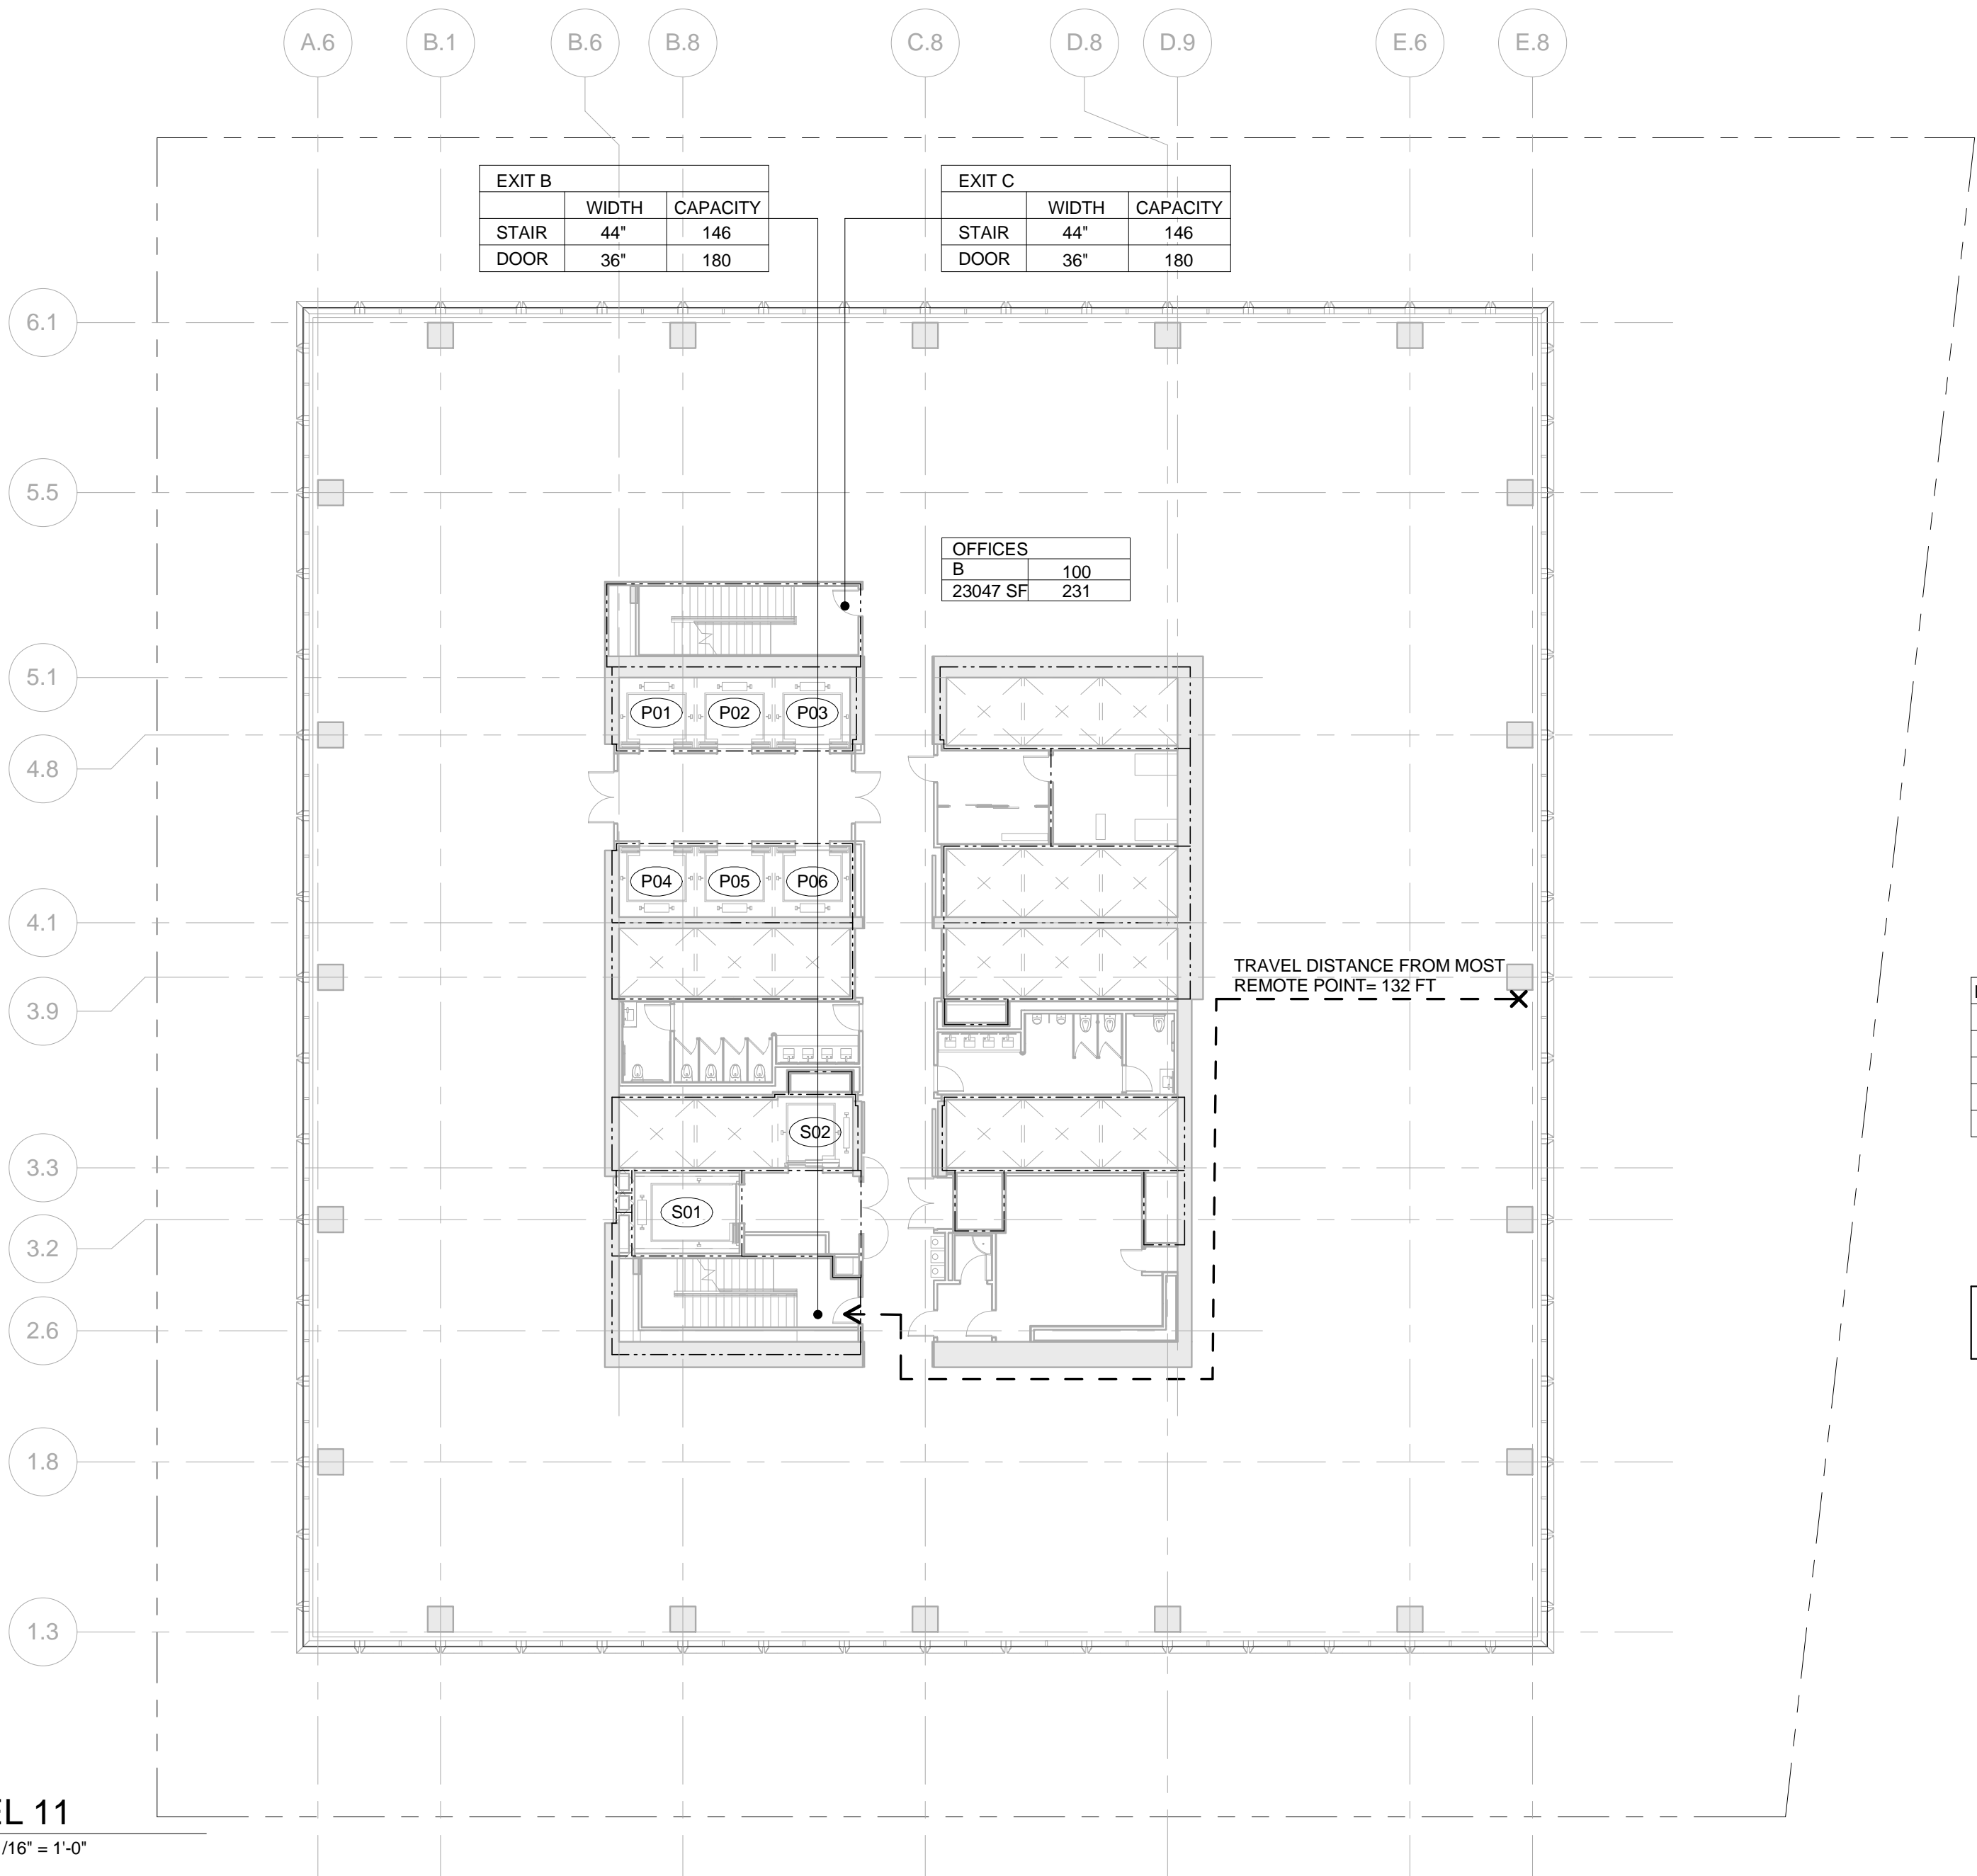 A.6 B.1 B.6 B.8 C.8 D.8 D.9 E.6 E.8
EXIT B
WIDTH CAPACITY
STAIR 44" 146
DOOR 36" 180
EXIT C
WIDTH CAPACITY
STAIR 44" 146
DOOR 36" 180
6.1
5.5
OFFICES
B 100
23047 SF 231
5.1
P01 P02 P03
4.8
P04 P05 P06
4.1
TRAVEL DISTANCE FROM MOST
REMOTE POINT= 132 FT
3.9
S02
3.3
S01
3.2
2.6
1.8
1.3
EL 11
/16" = 1'-0"